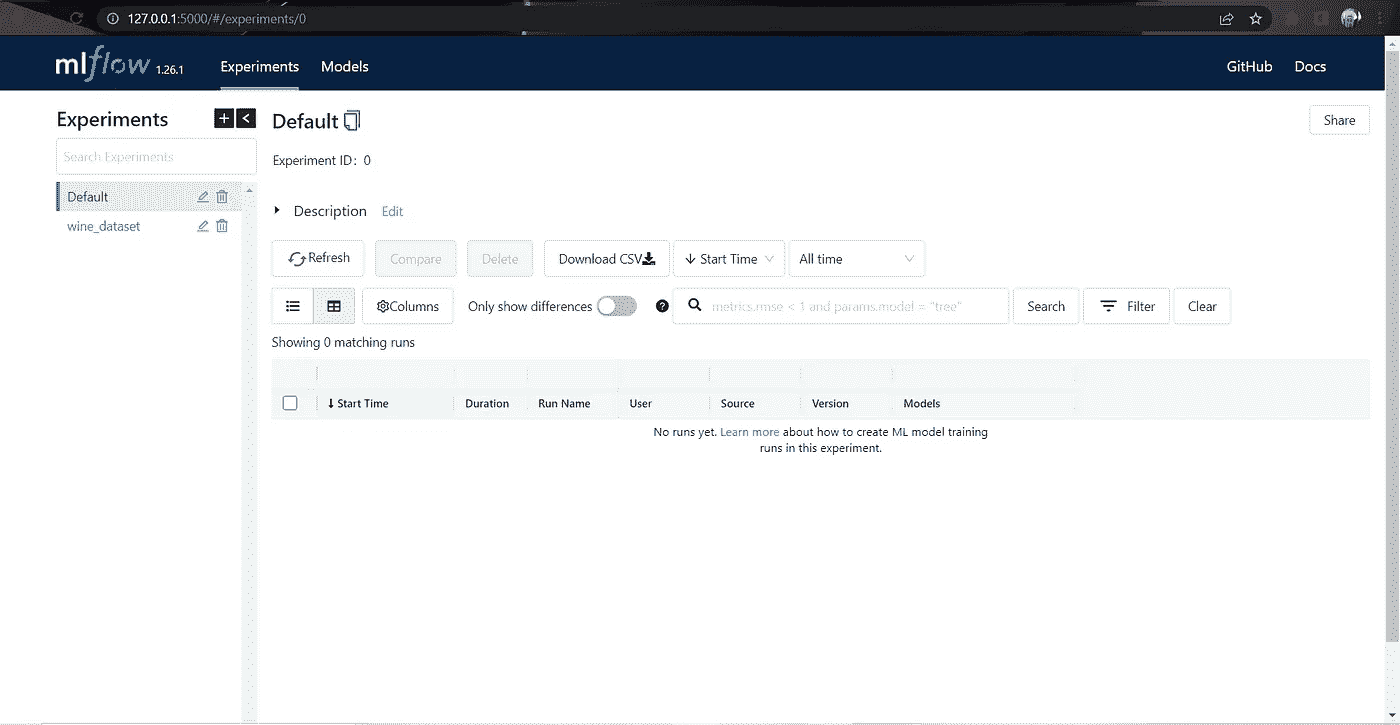 127.0.0.1:5000/#/experiments/0
mlflow 1.26.1 Experiments Models GitHub Docs
Experiments
Search Experiments
Default
wine_dataset
Default
Share
Experiment ID: 0
Description Edit
Refresh Compare Delete Download CSV Start Time All time
Columns Only show differences metrics.rmse < 1 and params.model = "tree" Search Filter Clear
Showing 0 matching runs
Start Time Duration Run Name User Source Version Models
No runs yet. Learn more about how to create ML model training
runs in this experiment.